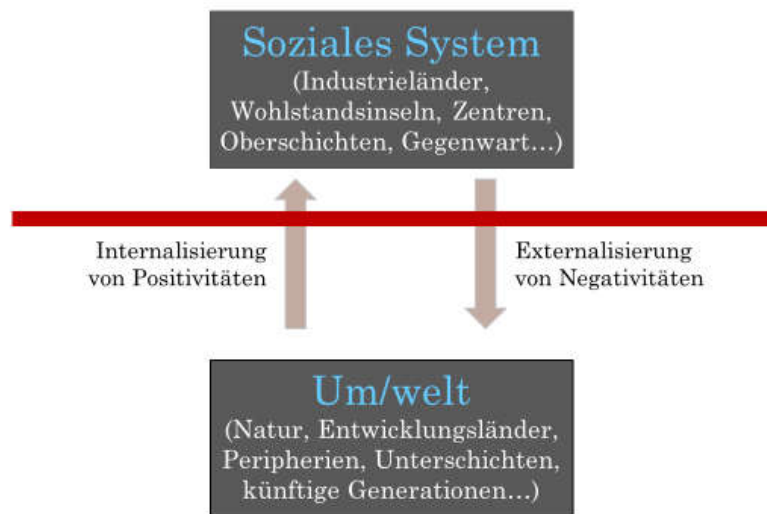 Soziales System
(Industrieländer,
Wohlstandsinseln, Zentren,
Oberschichten, Gegenwart...)
Internalisierung
von Positivitäten
Externalisierung
von Negativitäten
Um/welt
(Natur, Entwicklungsländer,
Peripherien, Unterschichten,
künftige Generationen...)